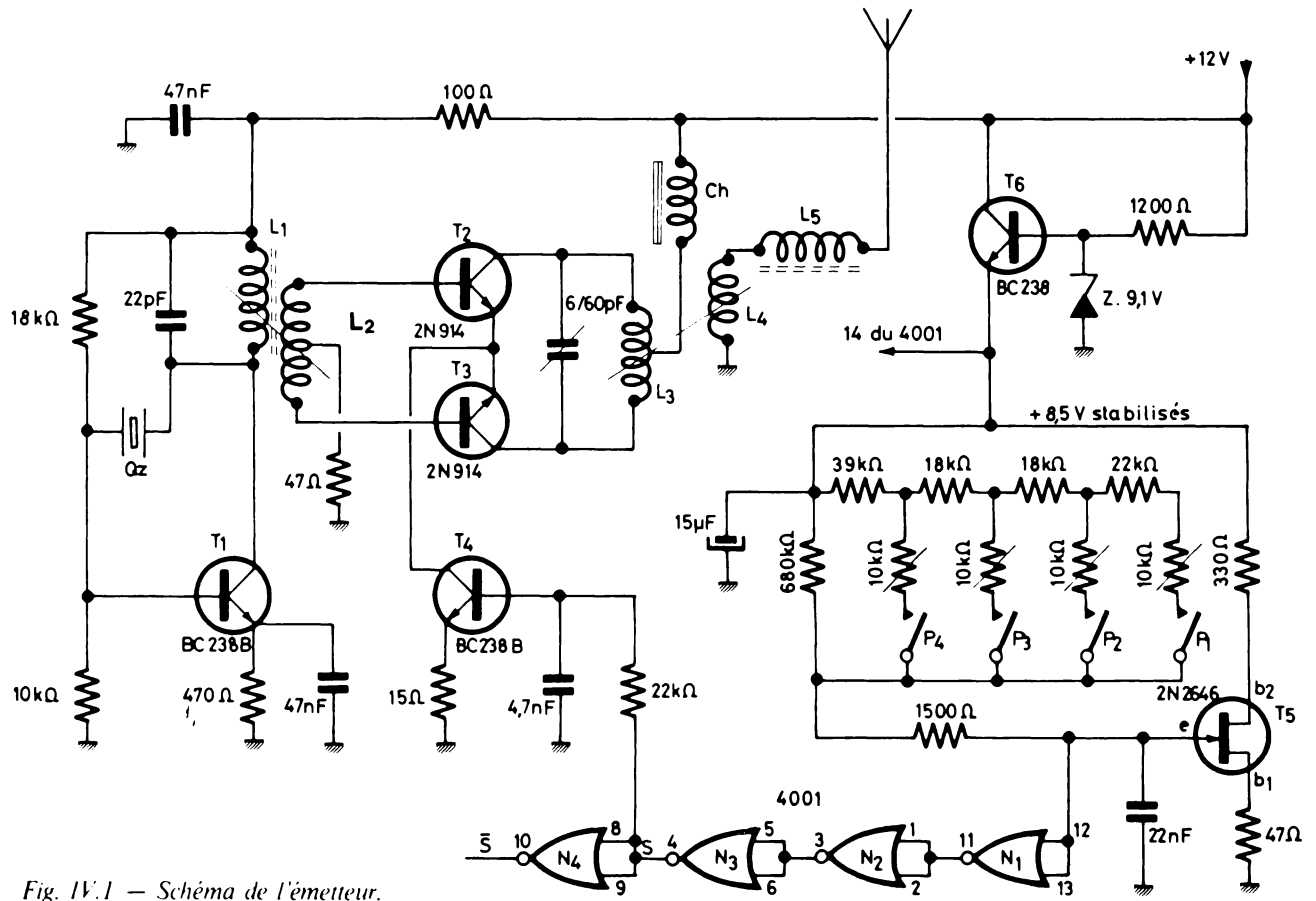 47nF
100Ω
+12V
L1
Ch
T6
1200Ω
L5
T2
18kΩ
22pF
L2
2N914
6/60pF
L4
BC238
Z. 9,1V
T3
L3
14 du 4001
+8,5V stabilisés
Qz
47Ω
2N914
39kΩ
18kΩ
18kΩ
22kΩ
15µF
T1
T4
680kΩ
10kΩ
10kΩ
10kΩ
10kΩ
330Ω
BC238B
BC238B
P4
P3
P2
P1
10kΩ
470Ω
47nF
15Ω
4,7nF
22kΩ
2N2646
b2
1500Ω
e
T5
b1
4001
22nF
47Ω
S̄
10
N4
8
9
S
4
N3
5
6
3
N2
1
2
11
N1
12
13
Fig. IV.1 — Schéma de l'émetteur.